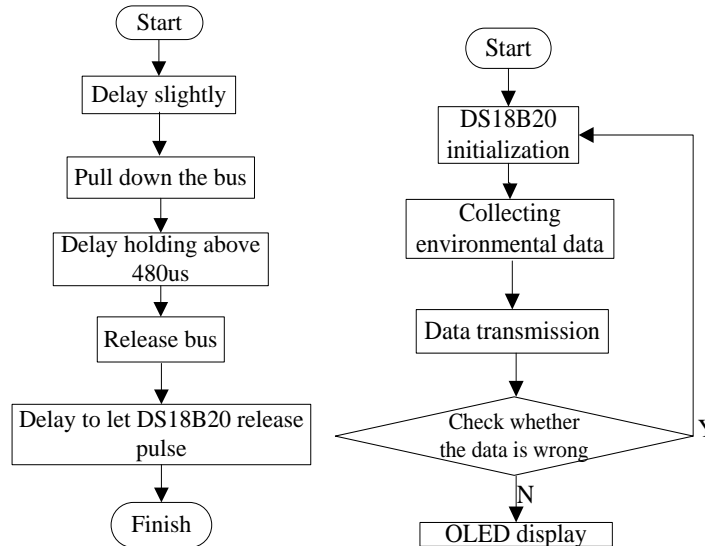 Start
Delay slightly
Pull down the bus
Delay holding above
480us
Release bus
Delay to let DS18B20 release
pulse
Finish
Start
DS18B20
initialization
Collecting
environmental data
Data transmission
Check whether
the data is wrong
Y
N
OLED display